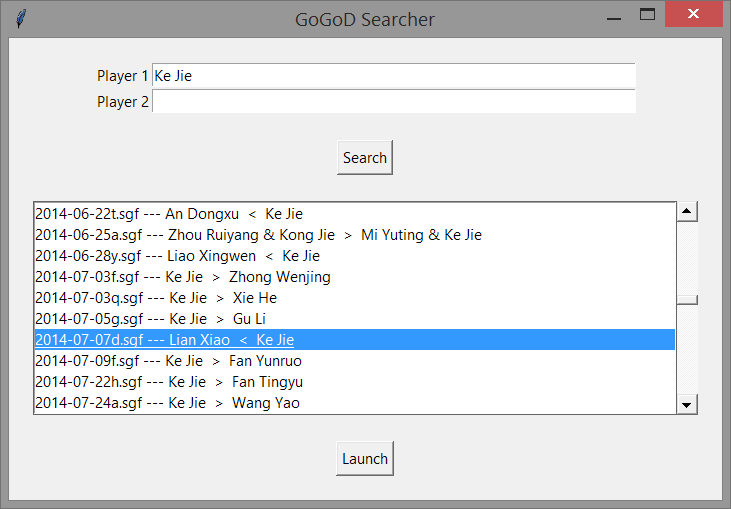 GoGoD Searcher
Player 1 Ke Jie
Player 2
Search
2014-06-22t.sgf --- An Dongxu < Ke Jie
2014-06-25a.sgf --- Zhou Ruiyang & Kong Jie > Mi Yuting & Ke Jie
2014-06-28y.sgf --- Liao Xingwen < Ke Jie
2014-07-03f.sgf --- Ke Jie > Zhong Wenjing
2014-07-03q.sgf --- Ke Jie > Xie He
2014-07-05g.sgf --- Ke Jie > Gu Li
2014-07-07d.sgf --- Lian Xiao < Ke Jie
2014-07-09f.sgf --- Ke Jie > Fan Yunruo
2014-07-22h.sgf --- Ke Jie > Fan Tingyu
2014-07-24a.sgf --- Ke Jie > Wang Yao
Launch